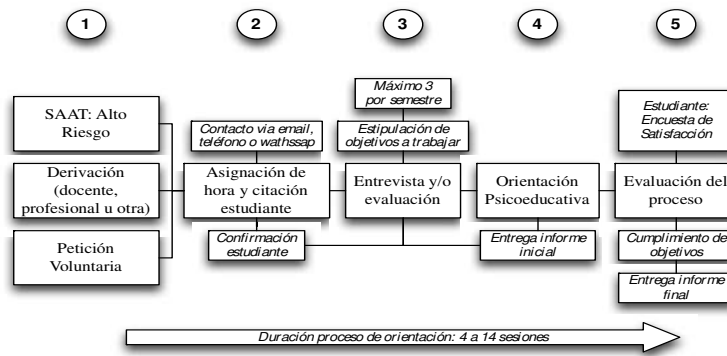 1
2
3
4
5
SAAT: Alto
Riesgo
Derivación
(docente,
profesional u otra)
Petición
Voluntaria
Contacto via email,
teléfono o wathssap
Asignación de
hora y citación
estudiante
Confirmación
estudiante
Máximo 3
por semestre
Estipulación de
objetivos a trabajar
Entrevista y/o
evaluación
Orientación
Psicoeducativa
Entrega informe
inicial
Estudiante:
Encuesta de
Satisfacción
Evaluación del
proceso
Cumplimiento de
objetivos
Entrega informe
final
Duración proceso de orientación: 4 a 14 sesiones